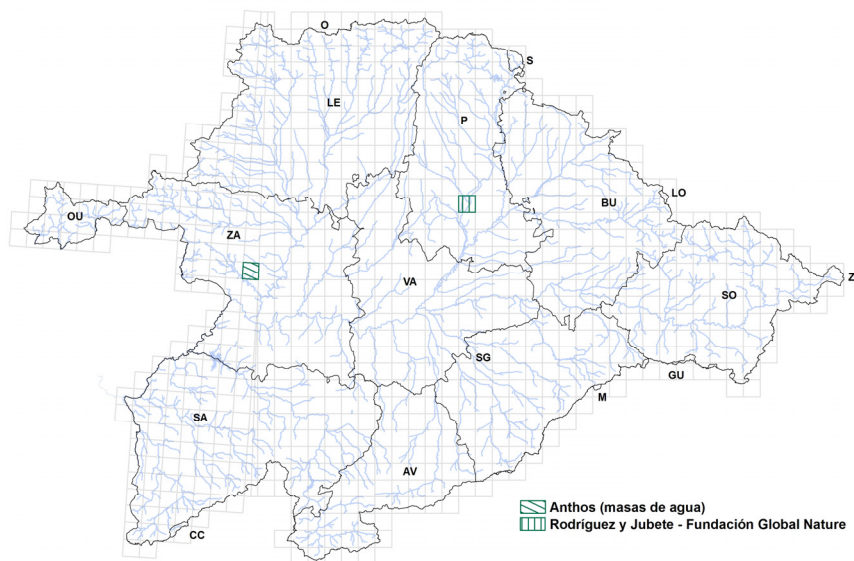 O
S
LE
P
LO
OU
BU
ZA
Z
VA
SO
SG
GU
M
SA
AV
Anthos (masas de agua)
Rodríguez y Jubete - Fundación Global Nature
CC